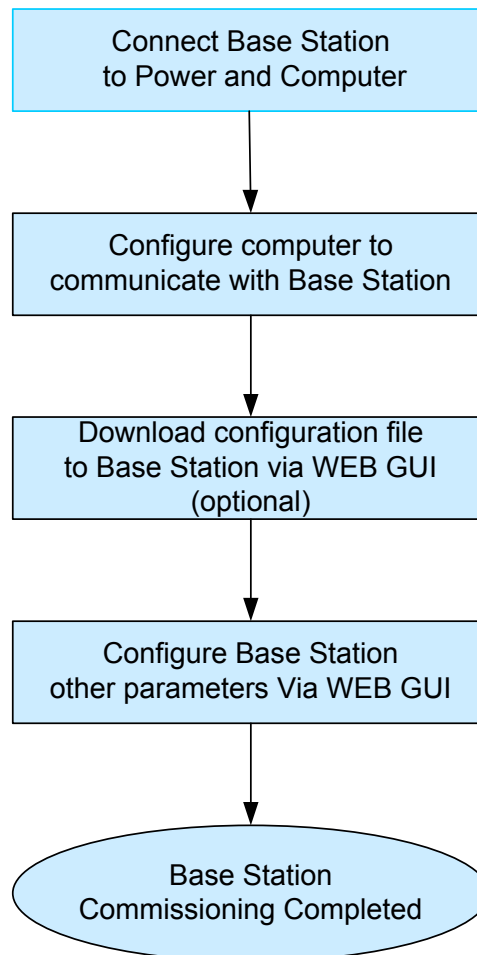 Connect Base Station
to Power and Computer
Configure computer to
communicate with Base Station
Download configuration file
to Base Station via WEB GUI
(optional)
Configure Base Station
other parameters Via WEB GUI
Base Station
Commissioning Completed